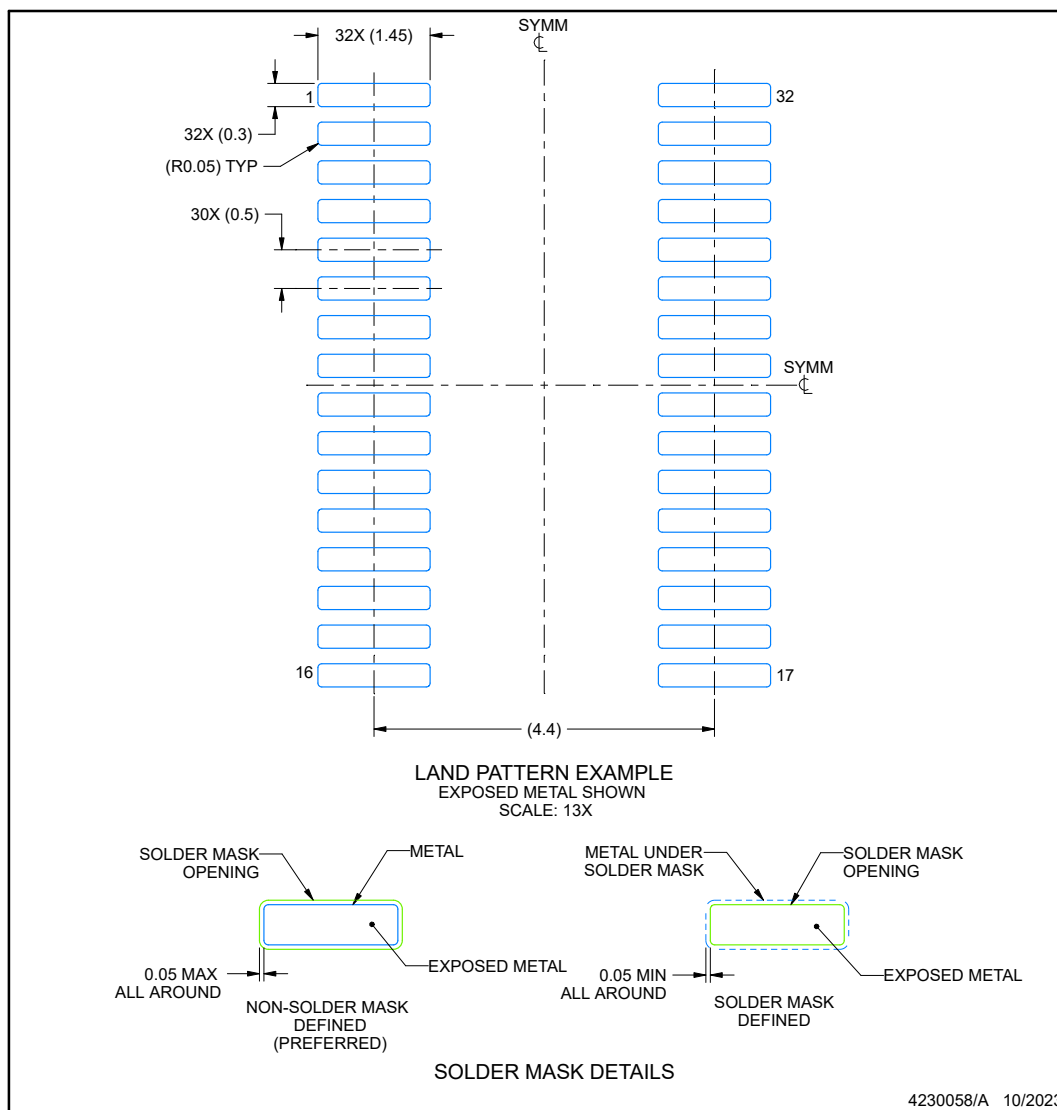 32X (1.45)
SYMM
℄
1
32
32X (0.3)
(R0.05) TYP
30X (0.5)
SYMM
℄
16
17
(4.4)
LAND PATTERN EXAMPLE
EXPOSED METAL SHOWN
SCALE: 13X
SOLDER MASK
OPENING
METAL
EXPOSED METAL
0.05 MAX
ALL AROUND
NON-SOLDER MASK
DEFINED
(PREFERRED)
METAL UNDER
SOLDER MASK
SOLDER MASK
OPENING
EXPOSED METAL
0.05 MIN
ALL AROUND
SOLDER MASK
DEFINED
SOLDER MASK DETAILS
4230058/A 10/2023